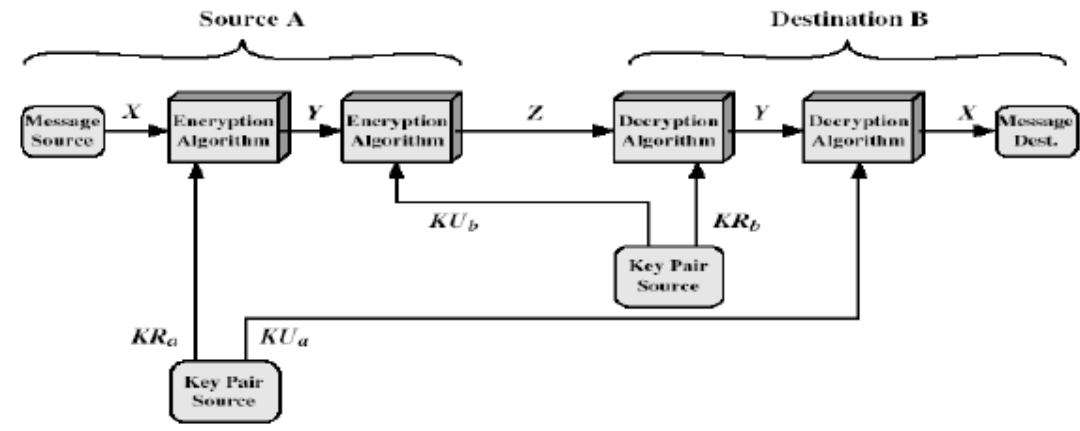 Source A
Destination B
Message
Source
X
Encryption
Algorithm
Y
Encryption
Algorithm
Z
Decryption
Algorithm
Y
Decryption
Algorithm
X
Message
Dest.
KUb
KRb
Key Pair
Source
KRa
KUa
Key Pair
Source